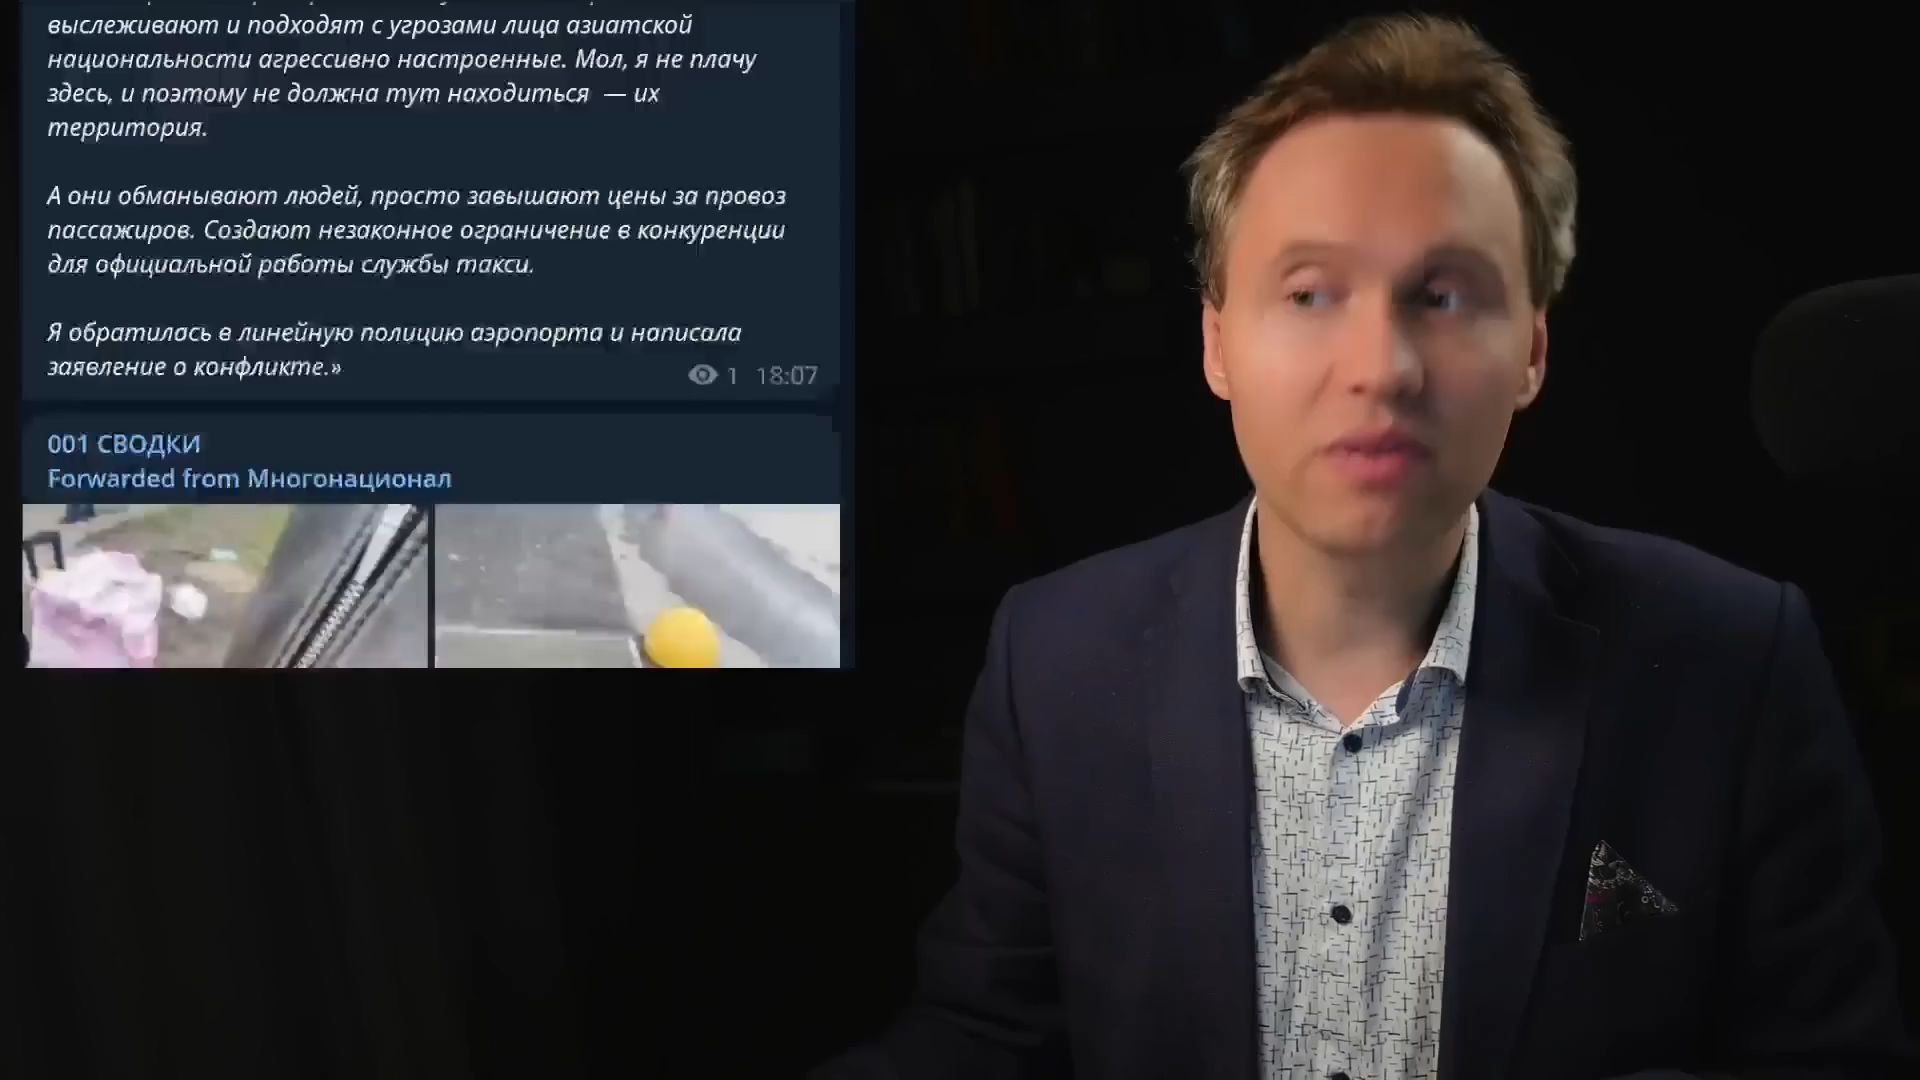 выслеживают и подходят с угрозами лица азиатской
национальности агрессивно настроенные. Мол, я не плачу
здесь, и поэтому не должна тут находиться — их
территория.
А они обманывают людей, просто завышают цены за провоз
пассажиров. Создают незаконное ограничение в конкуренции
для официальной работы службы такси.
Я обратилась в линейную полицию аэропорта и написала
заявление о конфликте.»
1 18:07
001 СВОДКИ
Forwarded from Многонационал